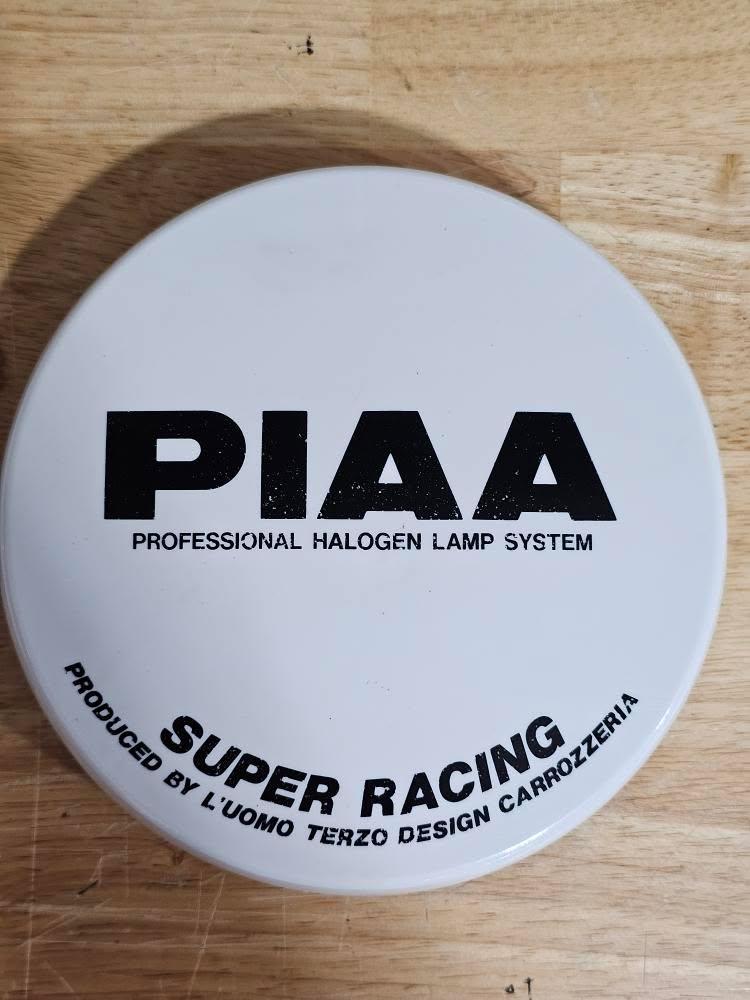 PIAA
PROFESSIONAL HALOGEN LAMP SYSTEM
SUPER RACING
PRODUCED BY L'UOMO TERZO DESIGN CARROZZERIA